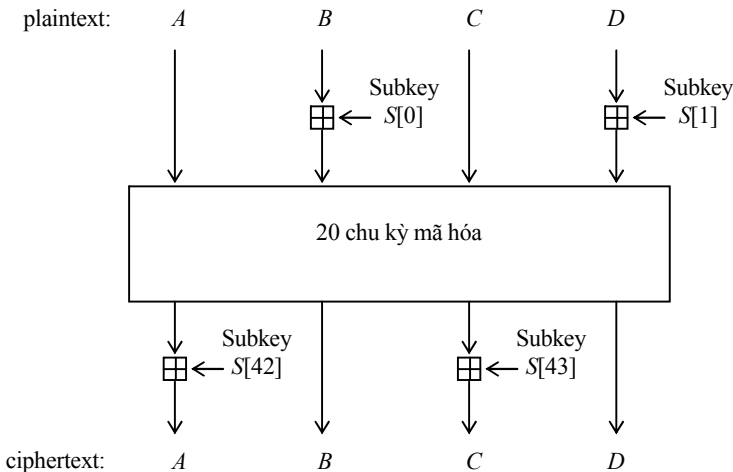 plaintext: A B C D
Subkey Subkey
S[0] S[1]
20 chu kỳ mã hóa
Subkey Subkey
S[42] S[43]
ciphertext: A B C D